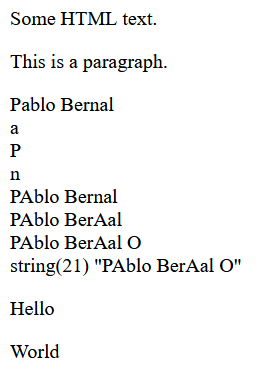 Some HTML text.
This is a paragraph.
Pablo Bernal
a
P
n
PAblo Bernal
PAblo BerAal
PAblo BerAal O
string(21) "PAblo BerAal O"
Hello
World